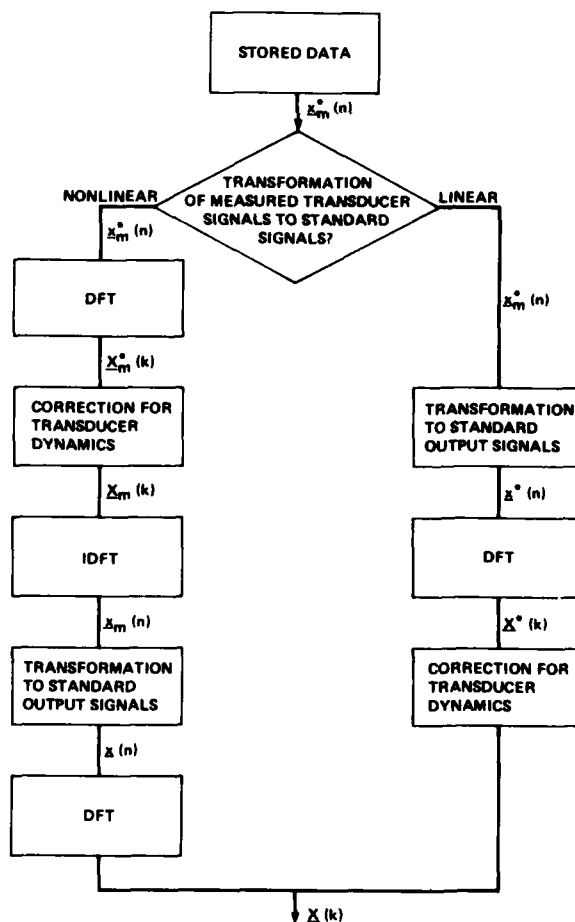 STORED DATA
x*m (n)
TRANSFORMATION
OF MEASURED TRANSDUCER
SIGNALS TO STANDARD
SIGNALS?
NONLINEAR
LINEAR
x*m (n)
DFT
X*m (k)
CORRECTION FOR
TRANSDUCER
DYNAMICS
Xm (k)
IDFT
xm (n)
TRANSFORMATION
TO STANDARD
OUTPUT SIGNALS
x (n)
DFT
x*m (n)
TRANSFORMATION
TO STANDARD
OUTPUT SIGNALS
x* (n)
DFT
X* (k)
CORRECTION FOR
TRANSDUCER
DYNAMICS
X (k)